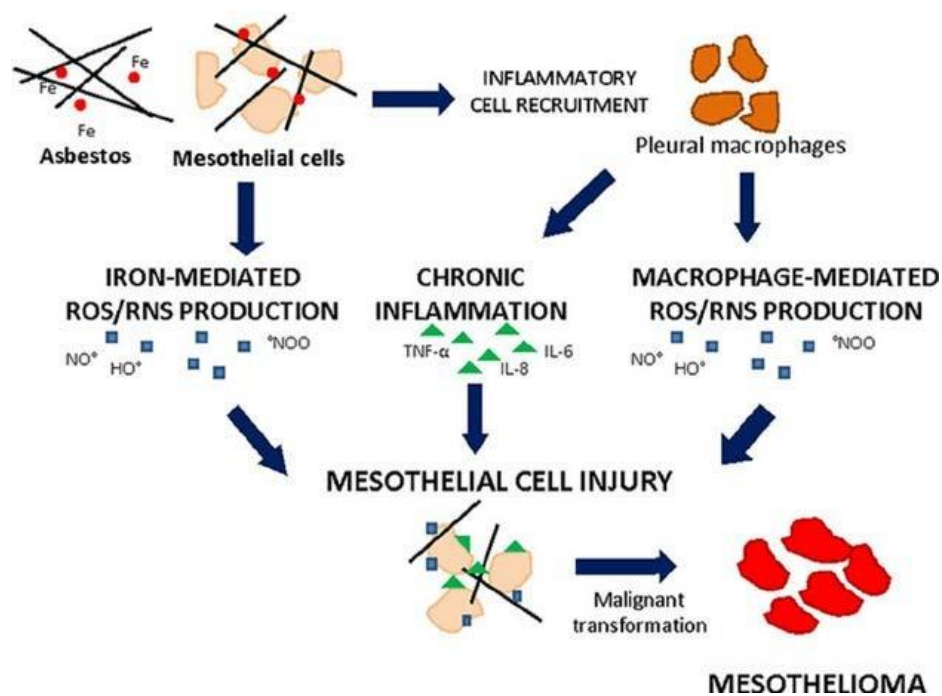 Fe
Fe
Fe
Asbestos
Mesothelial cells
INFLAMMATORY
CELL RECRUITMENT
Pleural macrophages
IRON-MEDIATED
ROS/RNS PRODUCTION
NO°
HO°
°NOO
CHRONIC
INFLAMMATION
TNF-α
IL-8
IL-6
MACROPHAGE-MEDIATED
ROS/RNS PRODUCTION
NO°
HO°
°NOO
MESOTHELIAL CELL INJURY
Malignant
transformation
MESOTHELIOMA